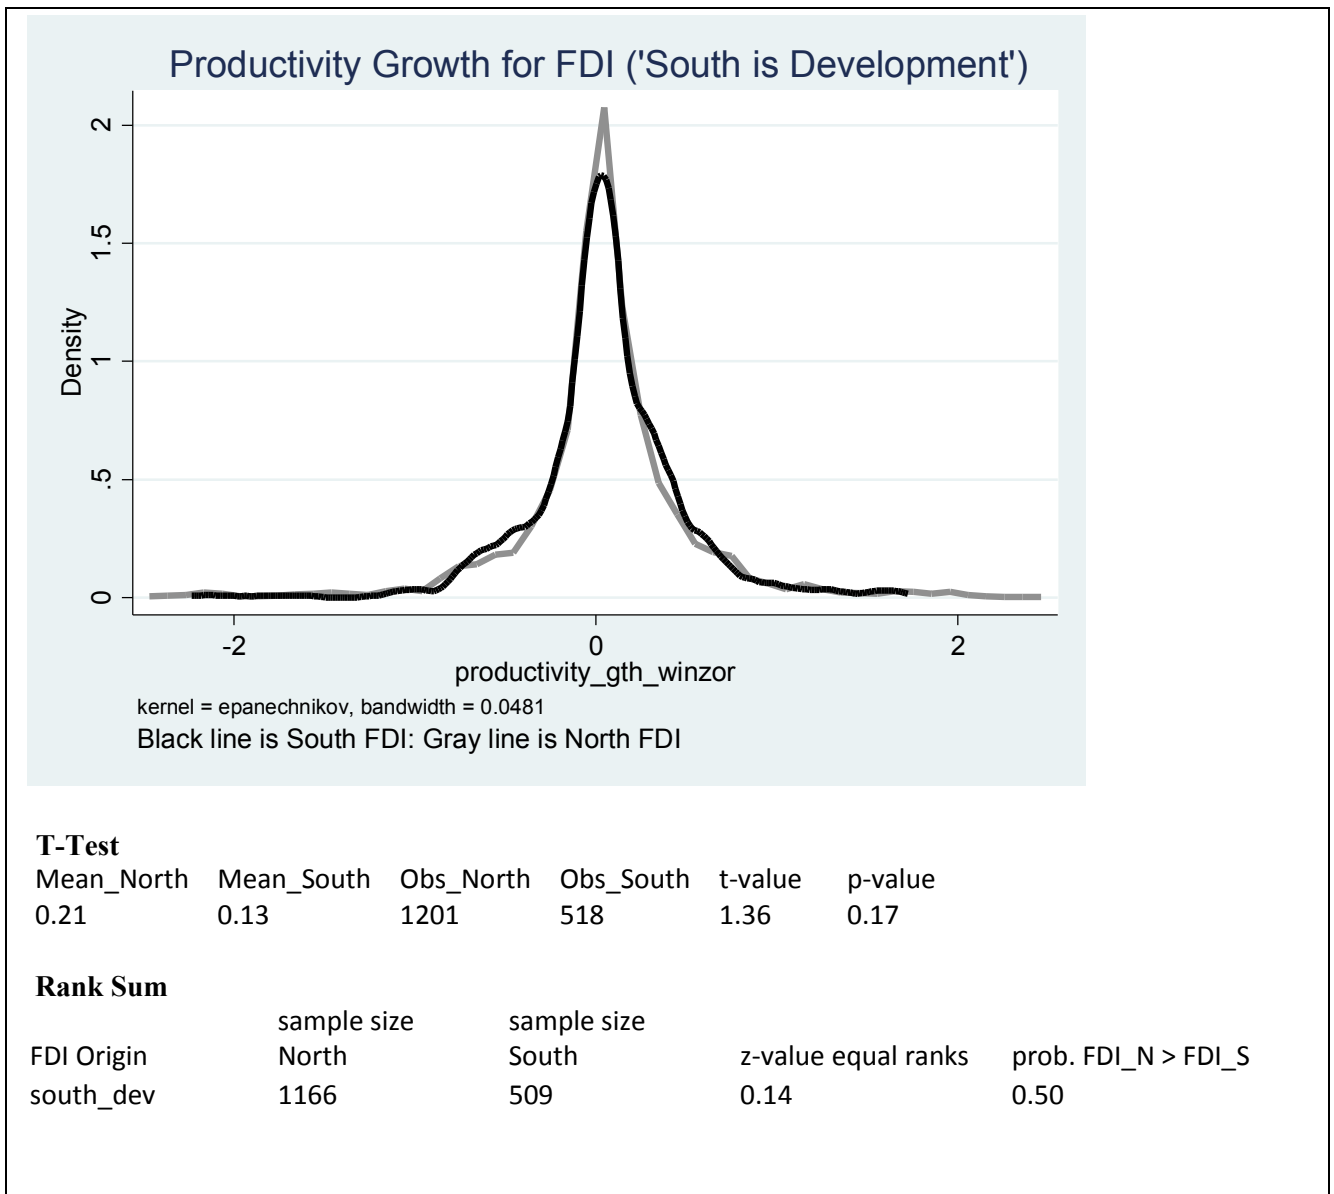 Productivity Growth for FDI ('South is Development')
2
1.5
1
.5
0
Density
-2 0 2
productivity_gth_winzor
kernel = epanechnikov, bandwidth = 0.0481
Black line is South FDI: Gray line is North FDI
T-Test
Mean_North Mean_South Obs_North Obs_South t-value p-value
0.21 0.13 1201 518 1.36 0.17
Rank Sum
sample size sample size
FDI Origin North South z-value equal ranks prob. FDI_N > FDI_S
south_dev 1166 509 0.14 0.50